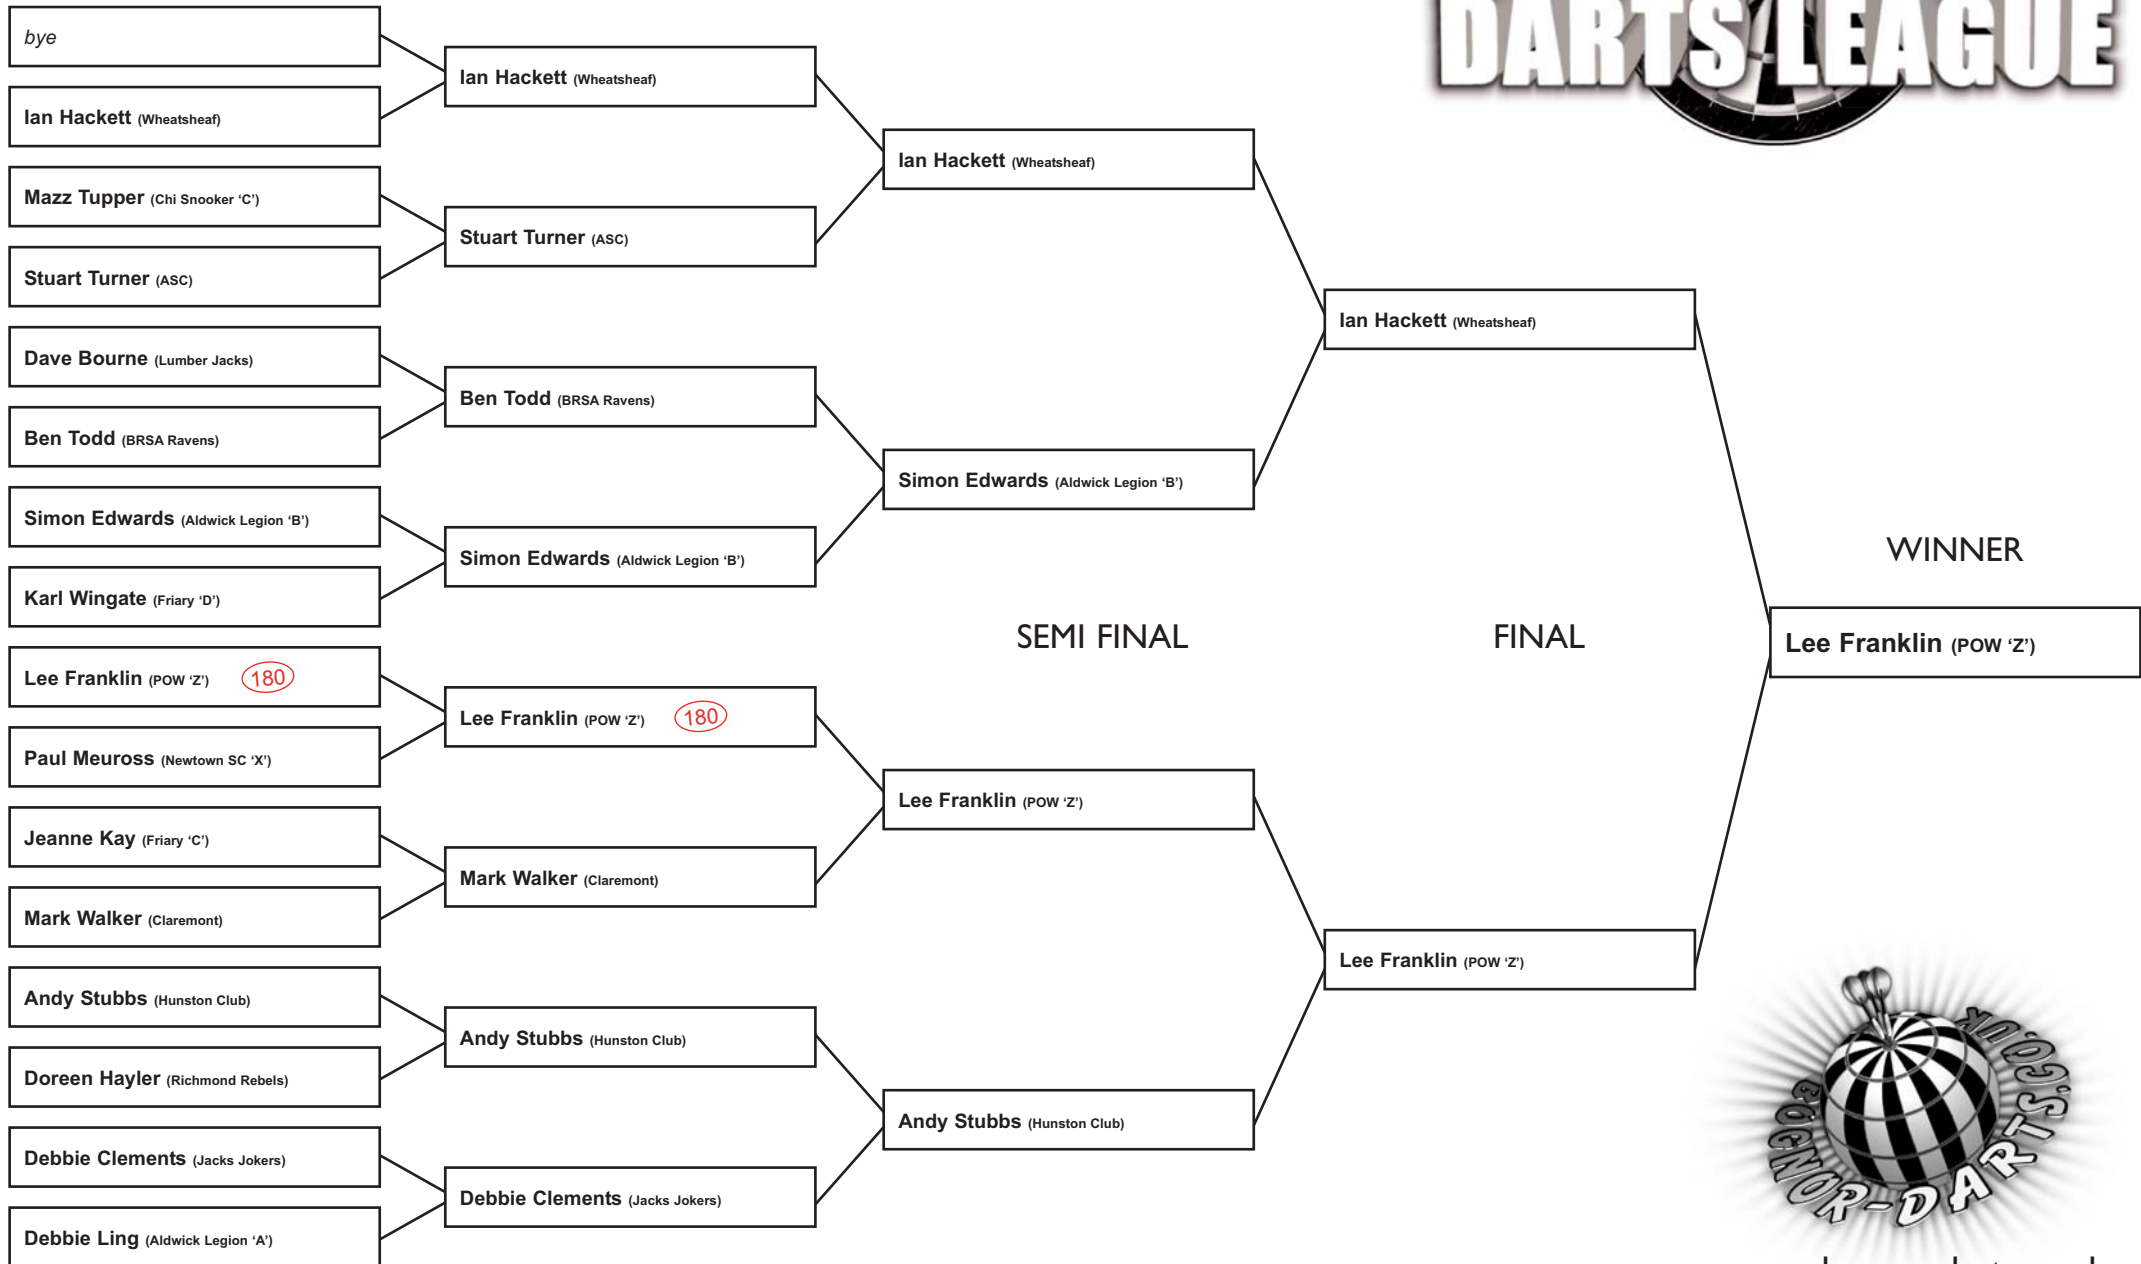 DARTS LEAGUE
bye
Ian Hackett (Wheatsheaf)
Mazz Tupper (Chi Snooker ‘C’)
Stuart Turner (ASC)
Dave Bourne (Lumber Jacks)
Ben Todd (BRSA Ravens)
Simon Edwards (Aldwick Legion ‘B’)
Karl Wingate (Friary ‘D’)
Lee Franklin (POW ‘Z’) 180
Paul Meuross (Newtown SC ‘X’)
Jeanne Kay (Friary ‘C’)
Mark Walker (Claremont)
Andy Stubbs (Hunston Club)
Doreen Hayler (Richmond Rebels)
Debbie Clements (Jacks Jokers)
Debbie Ling (Aldwick Legion ‘A’)
Ian Hackett (Wheatsheaf)
Stuart Turner (ASC)
Ben Todd (BRSA Ravens)
Simon Edwards (Aldwick Legion ‘B’)
Lee Franklin (POW ‘Z’) 180
Mark Walker (Claremont)
Andy Stubbs (Hunston Club)
Debbie Clements (Jacks Jokers)
Ian Hackett (Wheatsheaf)
Simon Edwards (Aldwick Legion ‘B’)
SEMI FINAL
Lee Franklin (POW ‘Z’)
Andy Stubbs (Hunston Club)
Ian Hackett (Wheatsheaf)
FINAL
Lee Franklin (POW ‘Z’)
WINNER
Lee Franklin (POW ‘Z’)
BOGNOR-DARTS.CO.UK